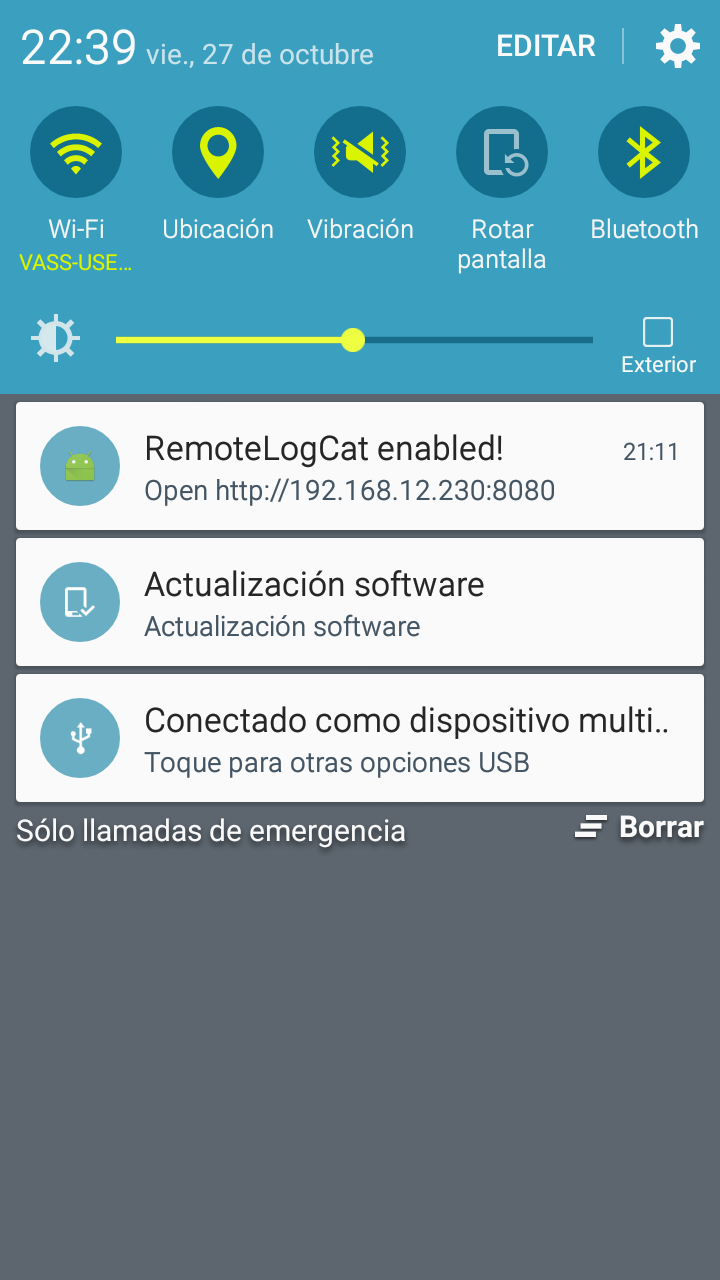 22:39 vie., 27 de octubre EDITAR
Wi-Fi Ubicación Vibración Rotar pantalla Bluetooth
VASS-USE...
Exterior
RemoteLogCat enabled! 21:11
Open http://192.168.12.230:8080
Actualización software
Actualización software
Conectado como dispositivo multi..
Toque para otras opciones USB
Sólo llamadas de emergencia Borrar